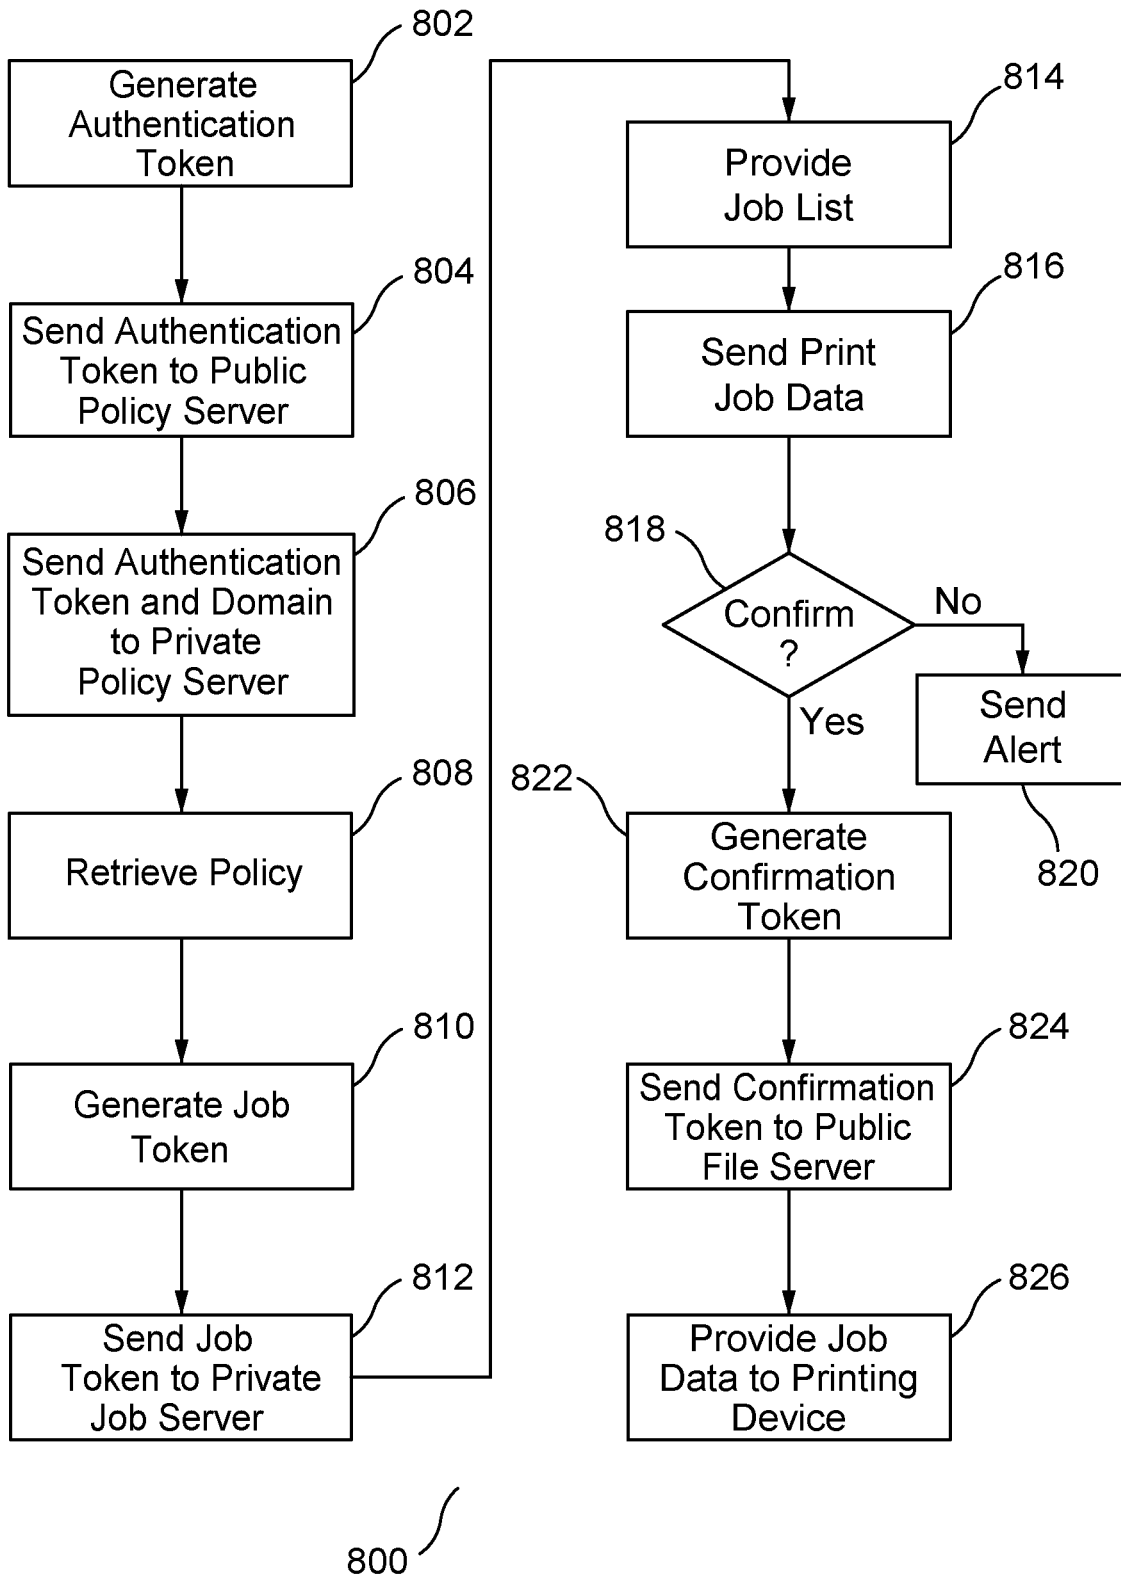 802
Generate
Authentication
Token
804
Send Authentication
Token to Public
Policy Server
806
Send Authentication
Token and Domain
to Private
Policy Server
808
Retrieve Policy
810
Generate Job
Token
812
Send Job
Token to Private
Job Server
814
Provide
Job List
816
Send Print
Job Data
818
Confirm
?
No
Yes
Send
Alert
820
822
Generate
Confirmation
Token
824
Send Confirmation
Token to Public
File Server
826
Provide Job
Data to Printing
Device
800